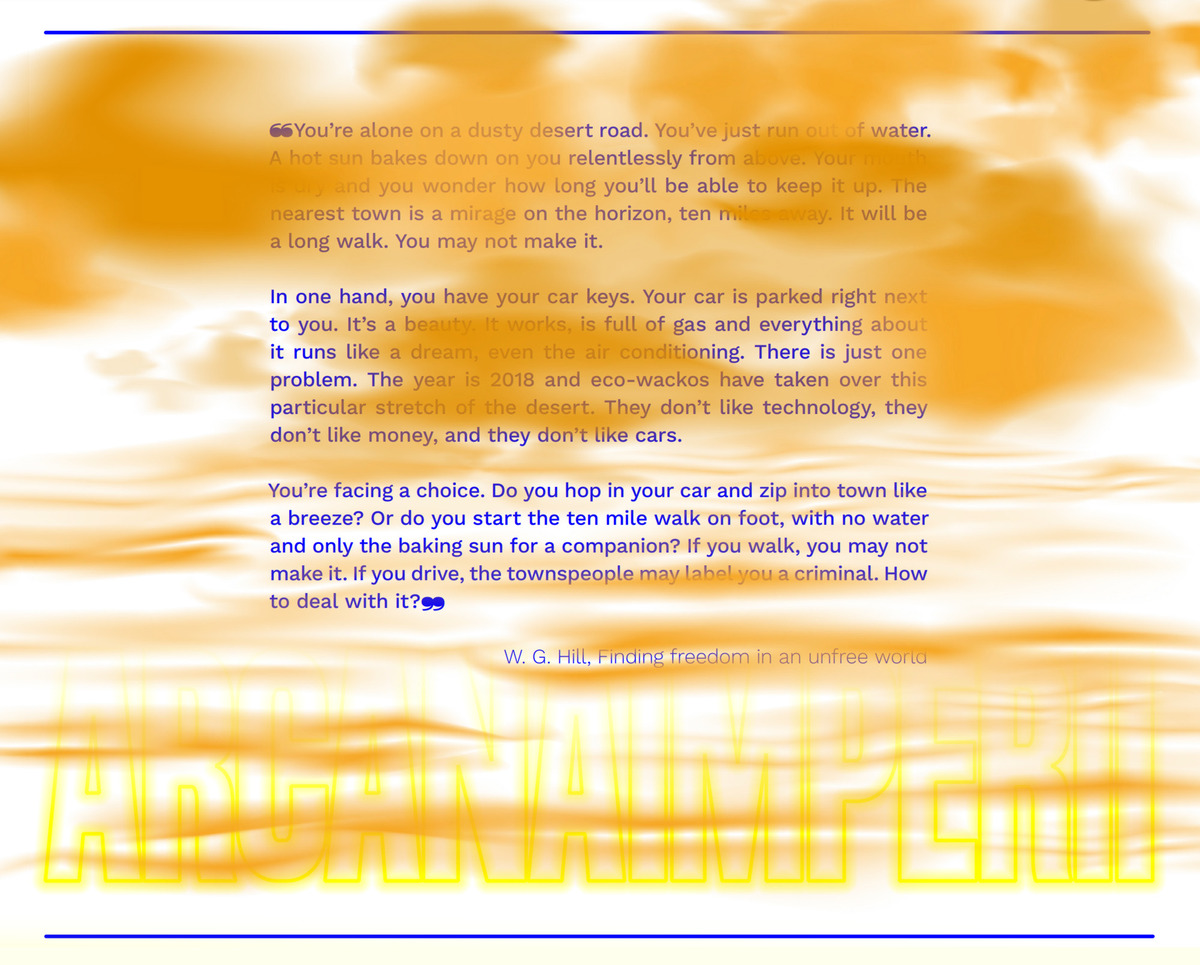 ❝You’re alone on a dusty desert road. You’ve just run out of water.
A hot sun bakes down on you relentlessly from above. Your mouth
is dry and you wonder how long you’ll be able to keep it up. The
nearest town is a mirage on the horizon, ten miles away. It will be
a long walk. You may not make it.
In one hand, you have your car keys. Your car is parked right next
to you. It’s a beauty. It works, is full of gas and everything about
it runs like a dream, even the air conditioning. There is just one
problem. The year is 2018 and eco-wackos have taken over this
particular stretch of the desert. They don’t like technology, they
don’t like money, and they don’t like cars.
You’re facing a choice. Do you hop in your car and zip into town like
a breeze? Or do you start the ten mile walk on foot, with no water
and only the baking sun for a companion? If you walk, you may not
make it. If you drive, the townspeople may label you a criminal. How
to deal with it?❞
W. G. Hill, Finding freedom in an unfree world
ARCANAIMPERII